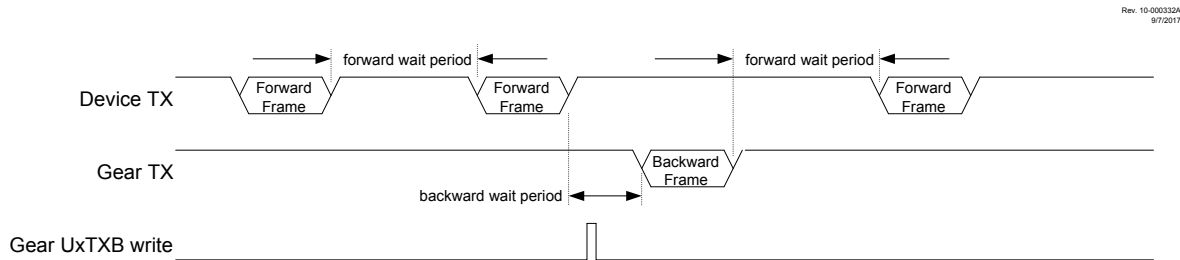 Rev. 10-000332A
9/7/2017
forward wait period
forward wait period
Device TX
Forward
Frame
Forward
Frame
Forward
Frame
Gear TX
Backward
Frame
backward wait period
Gear UxTXB write